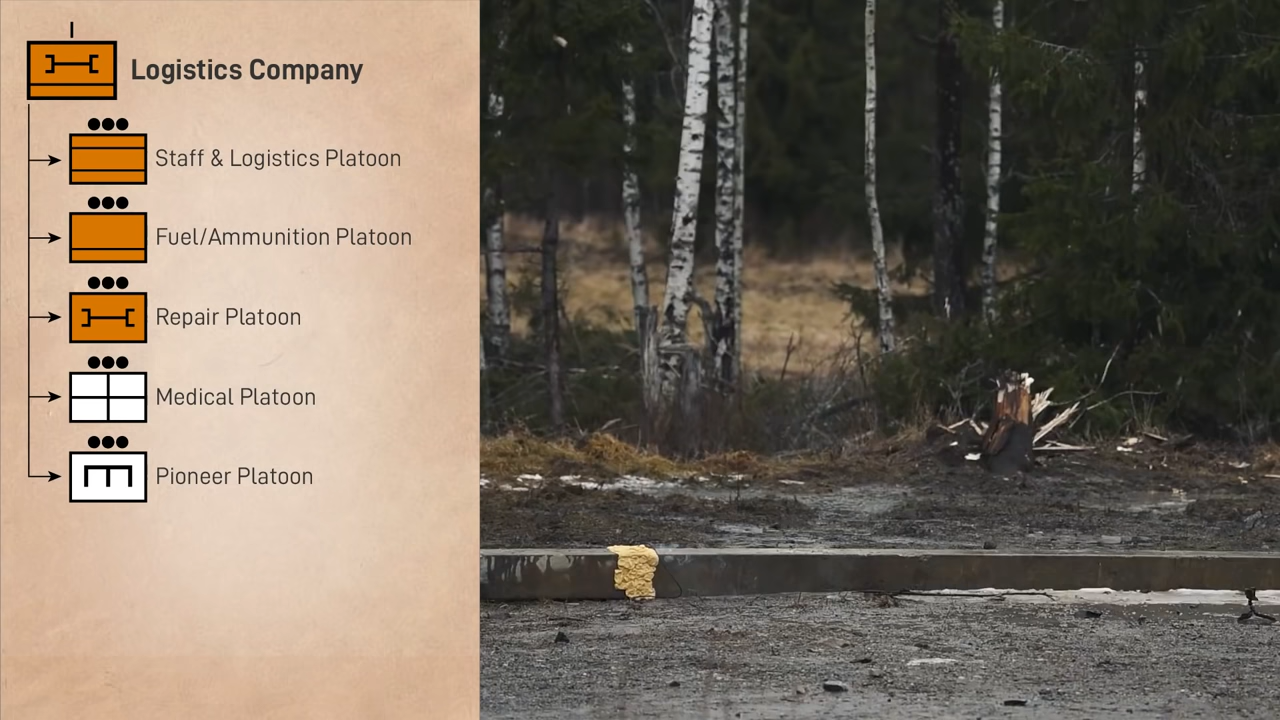 Logistics Company
Staff & Logistics Platoon
Fuel/Ammunition Platoon
Repair Platoon
Medical Platoon
Pioneer Platoon